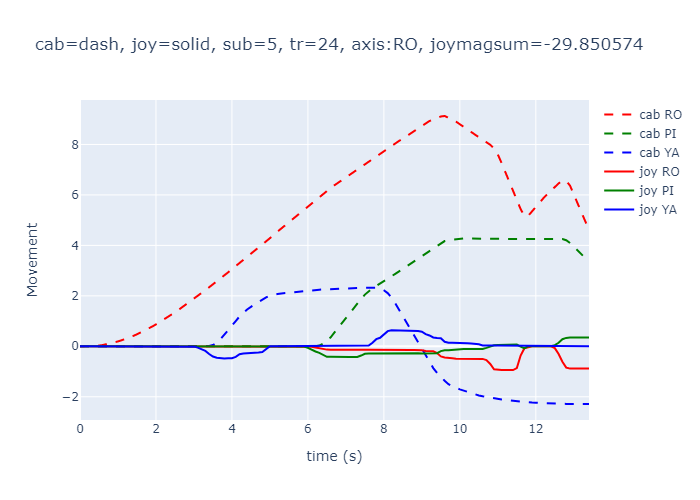 cab=dash, joy=solid, sub=5, tr=24, axis:RO, joymagsum=-29.850574
cab RO
cab PI
cab YA
joy RO
joy PI
joy YA
Movement
8
6
4
2
0
−2
0 2 4 6 8 10 12
time (s)